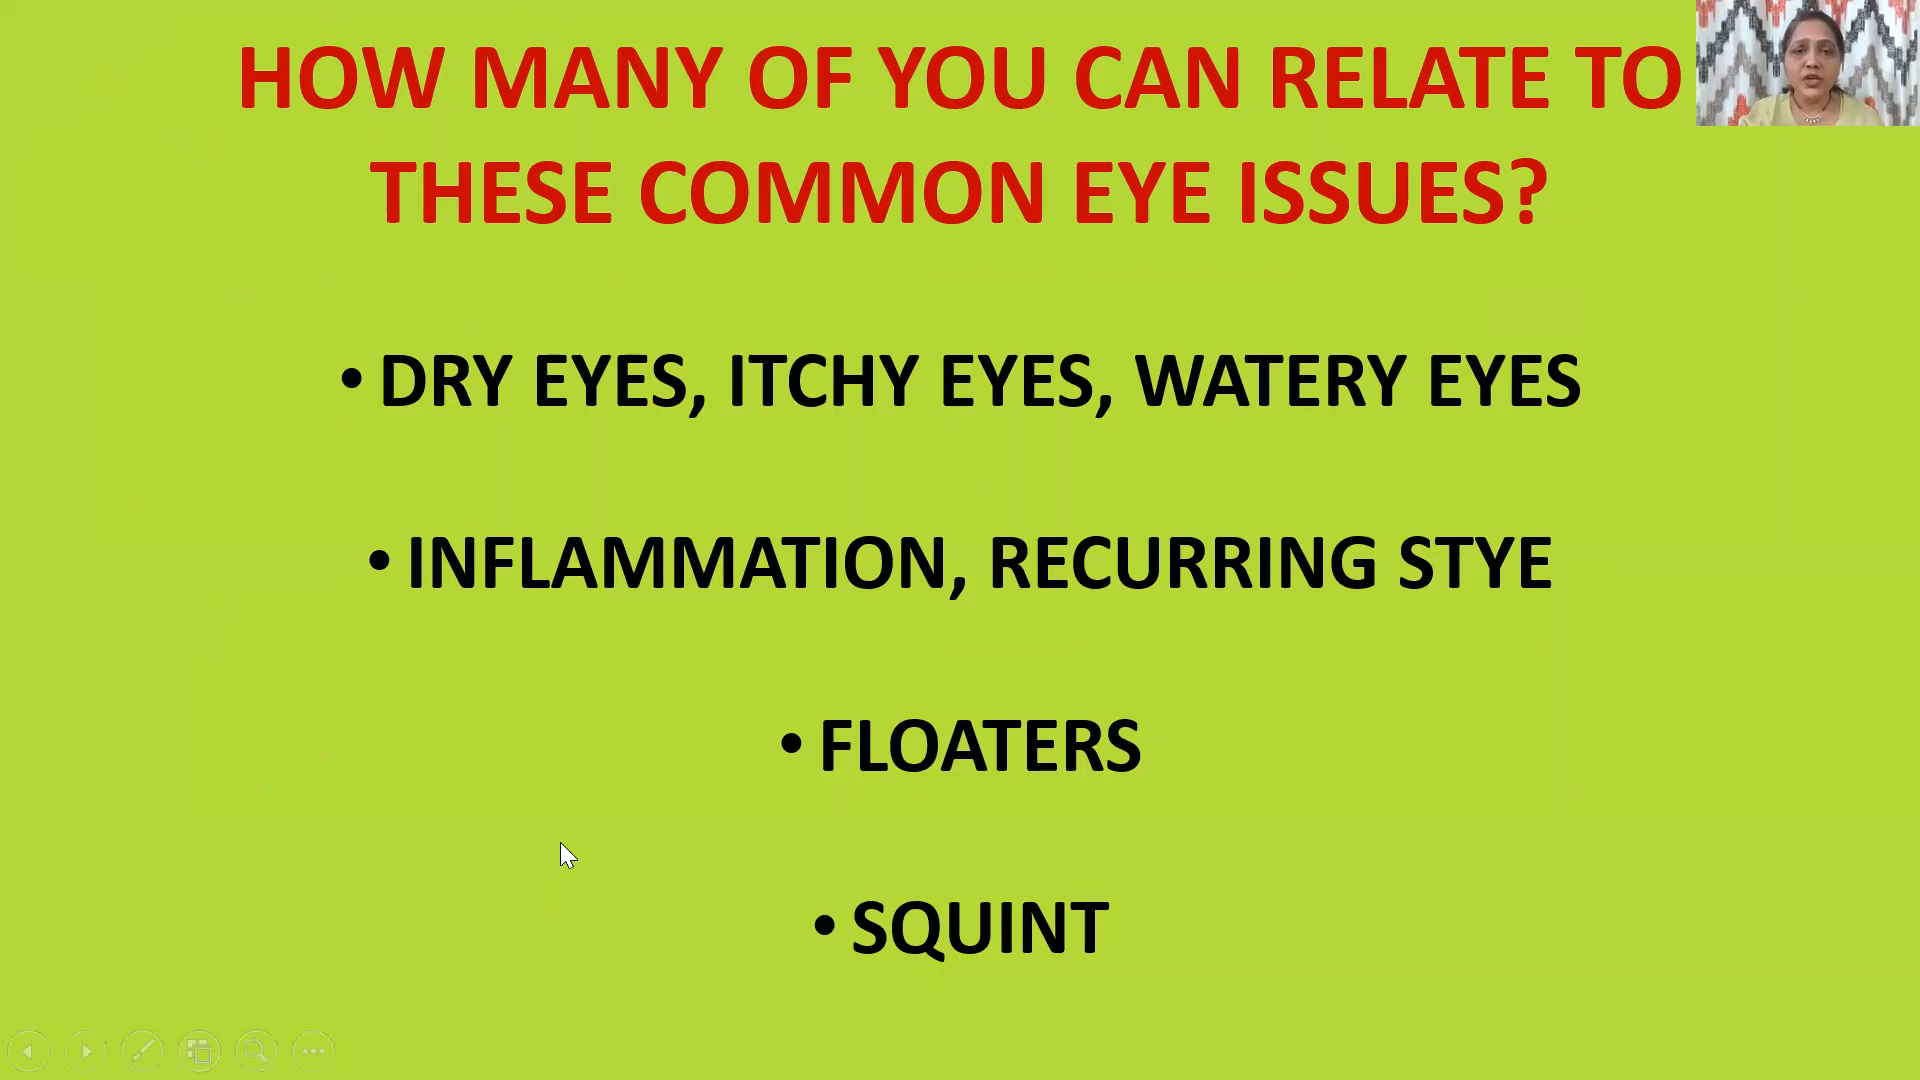 HOW MANY OF YOU CAN RELATE TO
THESE COMMON EYE ISSUES?
• DRY EYES, ITCHY EYES, WATERY EYES
• INFLAMMATION, RECURRING STYE
• FLOATERS
• SQUINT